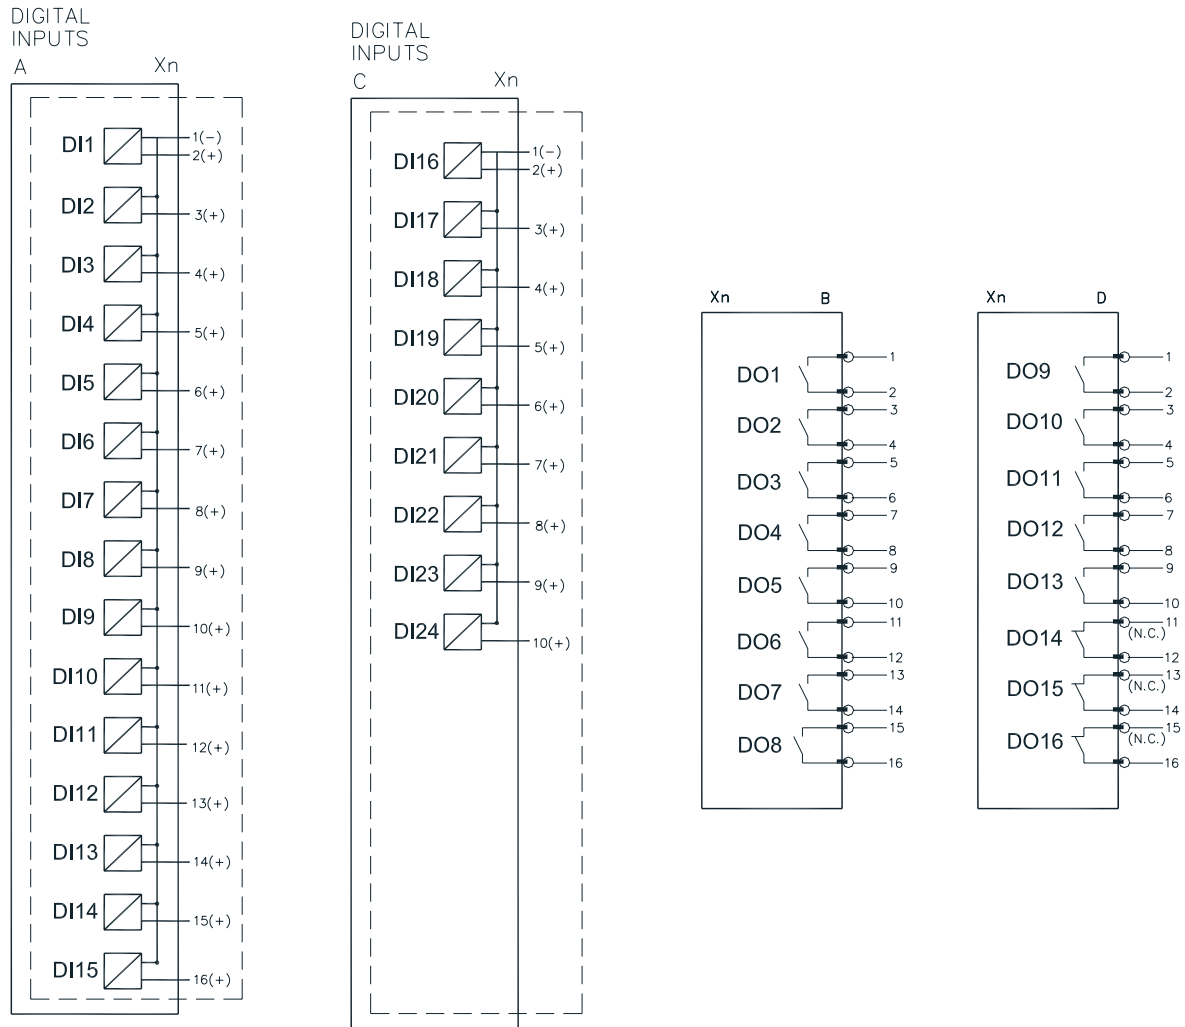 DIGITAL
INPUTS
A Xn
DI1 1(-)
2(+)
DI2 3(+)
DI3 4(+)
DI4 5(+)
DI5 6(+)
DI6 7(+)
DI7 8(+)
DI8 9(+)
DI9 10(+)
DI10 11(+)
DI11 12(+)
DI12 13(+)
DI13 14(+)
DI14 15(+)
DI15 16(+)
DIGITAL
INPUTS
C Xn
DI16 1(-)
2(+)
DI17 3(+)
DI18 4(+)
DI19 5(+)
DI20 6(+)
DI21 7(+)
DI22 8(+)
DI23 9(+)
DI24 10(+)
Xn B
1
DO1
2
3
DO2
4
5
DO3
6
7
DO4
8
9
DO5
10
11
DO6
12
13
DO7
14
15
DO8
16
Xn D
1
DO9
2
3
DO10
4
5
DO11
6
7
DO12
8
9
DO13
10
11
(N.C.)
DO14
12
13
(N.C.)
DO15
14
15
(N.C.)
DO16
16